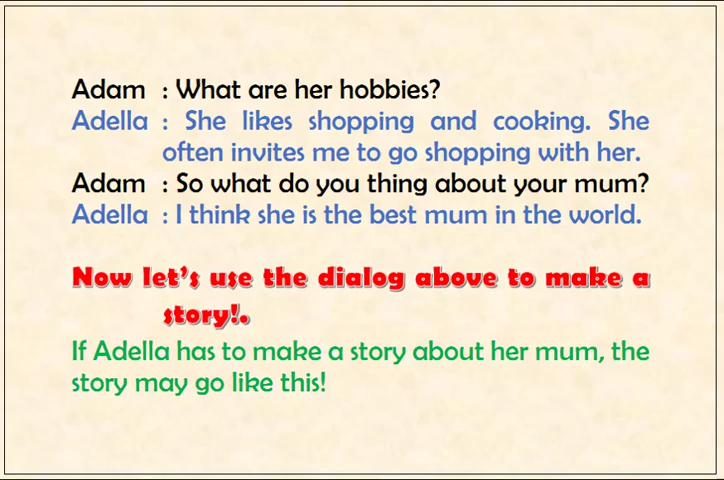 Adam : What are her hobbies?
Adella : She likes shopping and cooking. She
often invites me to go shopping with her.
Adam : So what do you thing about your mum?
Adella : I think she is the best mum in the world.
Now let's use the dialog above to make a
story!.
If Adella has to make a story about her mum, the
story may go like this!